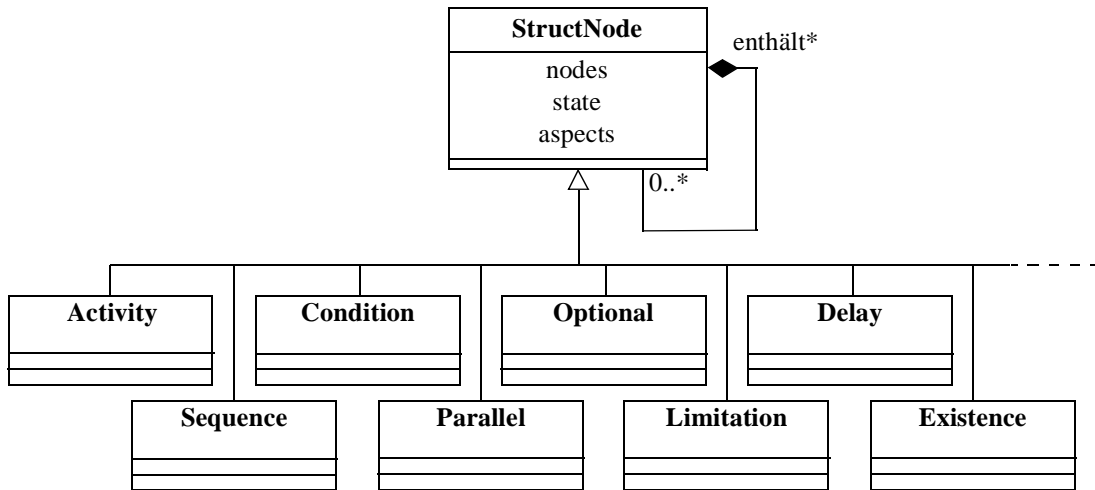 StructNode
enthält*
nodes
state
aspects
0..*
Activity
Condition
Optional
Delay
Sequence
Parallel
Limitation
Existence